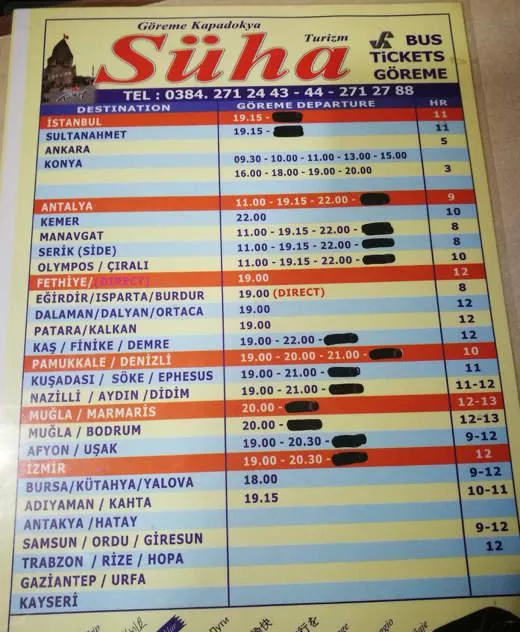 Göreme Kapadokya
Süha
Turizm
BUS
TiCKETS
GÖREME
TEL : 0384. 271 24 43 - 44 - 271 27 88
DESTINATION GÖREME DEPARTURE HR
İSTANBUL 19.15 - 11
SULTANAHMET 19.15 - 11
ANKARA 5
KONYA 09.30 - 10.00 - 11.00 - 13.00 - 15.00
16.00 - 18.00 - 19.00 - 20.00 3
ANTALYA 11.00 - 19.15 - 22.00 - 9
KEMER 22.00 10
MANAVGAT 11.00 - 19.15 - 22.00 - 8
SERİK (SİDE) 11.00 - 19.15 - 22.00 - 8
OLYMPOS / ÇIRALI 11.00 - 19.15 - 22.00 - 10
FETHİYE/(DIRECT) 19.00 12
EĞİRDİR/ISPARTA/BURDUR 19.00 (DIRECT) 8
DALAMAN/DALYAN/ORTACA 19.00 12
PATARA/KALKAN 19.00 12
KAŞ / FİNİKE / DEMRE 19.00 - 22.00 - 12
PAMUKKALE / DENİZLİ 19.00 - 20.00 - 21.00 - 10
KUŞADASI / SÖKE / EPHESUS 19.00 - 21.00 - 11
NAZİLLİ / AYDIN /DİDİM 19.00 - 21.00 - 11-12
MUĞLA / MARMARİS 20.00 - 12-13
MUĞLA / BODRUM 20.00 - 12-13
AFYON / UŞAK 19.00 - 20.30 - 9-12
İZMİR 19.00 - 20.30 - 12
BURSA/KÜTAHYA/YALOVA 18.00 9-12
ADIYAMAN / KAHTA 19.15 10-11
ANTAKYA /HATAY
SAMSUN / ORDU / GİRESUN 9-12
TRABZON / RİZE / HOPA 12
GAZİANTEP / URFA
KAYSERİ